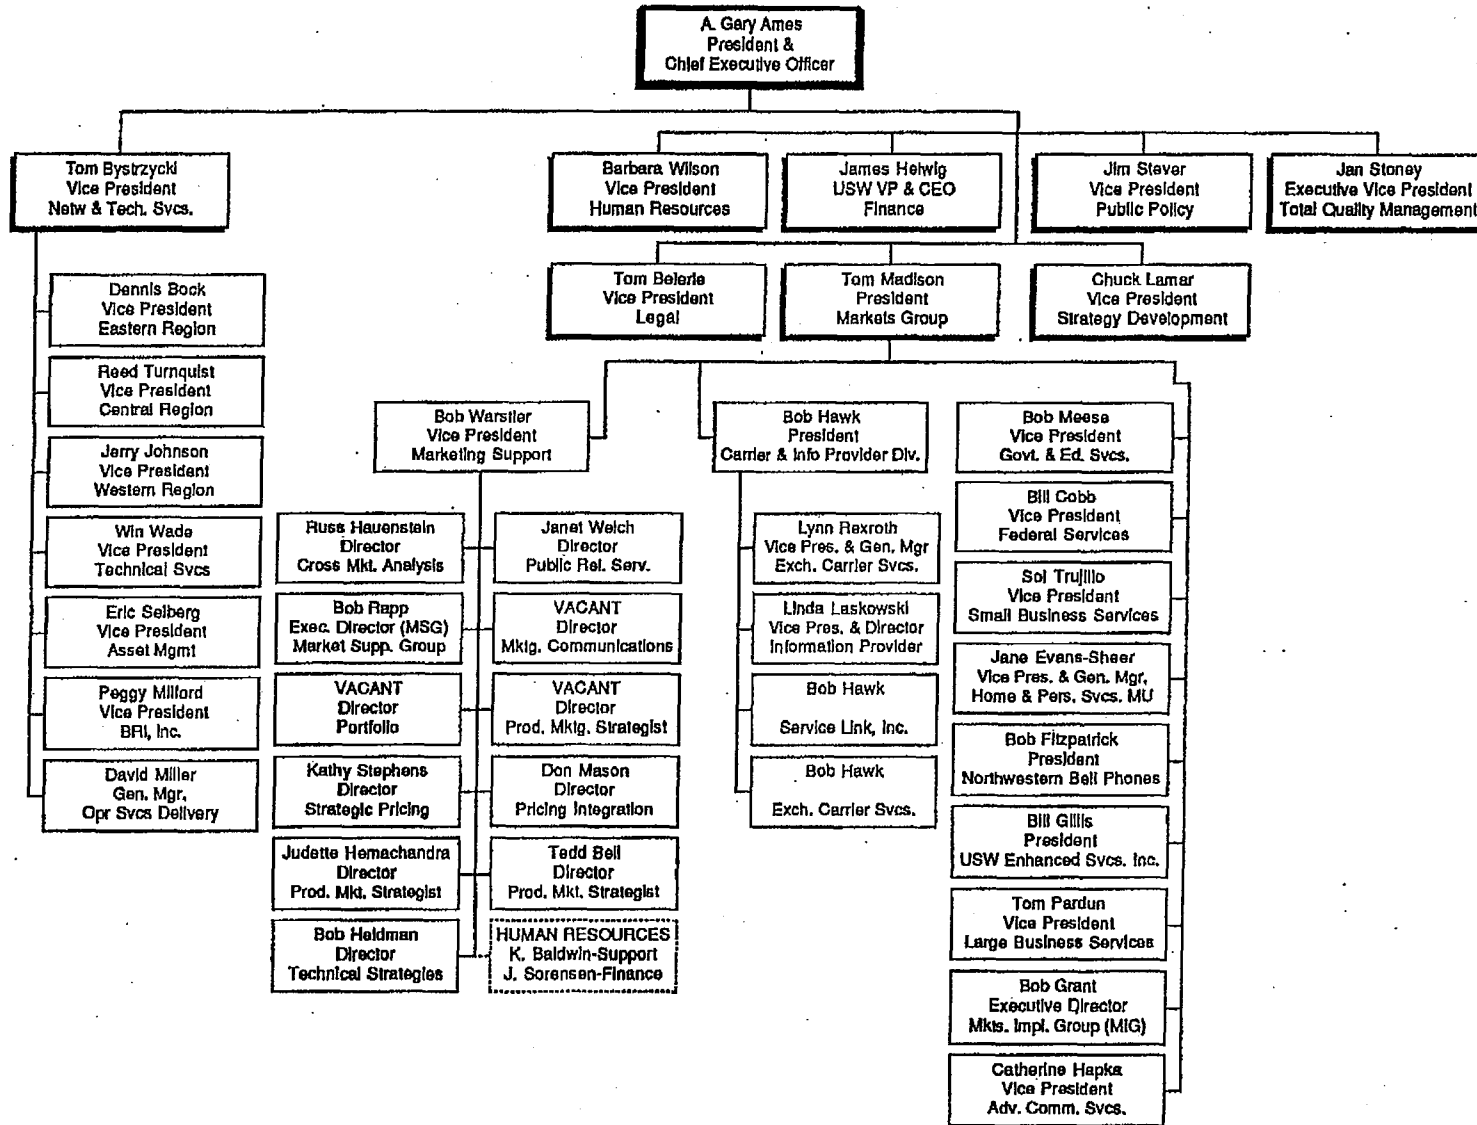 A. Gary Ames
President &
Chief Executive Officer
Tom Bystrzycki
Vice President
Netw & Tech. Svcs.
Barbara Wilson
Vice President
Human Resources
James Helwig
USW VP & CEO
Finance
Jim Stever
Vice President
Public Policy
Jan Stoney
Executive Vice President
Total Quality Management
Tom Beierle
Vice President
Legal
Tom Madison
President
Markets Group
Chuck Lamar
Vice President
Strategy Development
Dennis Bock
Vice President
Eastern Region
Reed Turnquist
Vice President
Central Region
Jerry Johnson
Vice President
Western Region
Win Wade
Vice President
Technical Svcs
Eric Selberg
Vice President
Asset Mgmt
Peggy Milford
Vice President
BRI, Inc.
David Miller
Gen. Mgr.
Opr Svcs Delivery
Bob Warstler
Vice President
Marketing Support
Russ Hauenstein
Director
Cross Mkt. Analysis
Janet Welch
Director
Public Rel. Serv.
Bob Rapp
Exec. Director (MSG)
Market Supp. Group
VACANT
Director
Mktg. Communications
VACANT
Director
Portfolio
VACANT
Director
Prod. Mktg. Strategist
Kathy Stephens
Director
Strategic Pricing
Don Mason
Director
Pricing Integration
Judette Hemachandra
Director
Prod. Mkt. Strategist
Tedd Bell
Director
Prod. Mkt. Strategist
Bob Heldman
Director
Technical Strategies
HUMAN RESOURCES
K. Baldwin-Support
J. Sorensen-Finance
Bob Hawk
President
Carrier & Info Provider Div.
Lynn Rexroth
Vice Pres. & Gen. Mgr
Exch. Carrier Svcs.
Linda Laskowski
Vice Pres. & Director
Information Provider
Bob Hawk
Service Link, Inc.
Bob Hawk
Exch. Carrier Svcs.
Bob Meese
Vice President
Govt. & Ed. Svcs.
Bill Cobb
Vice President
Federal Services
Sol Trujillo
Vice President
Small Business Services
Jane Evans-Sheer
Vice Pres. & Gen. Mgr,
Home & Pers. Svcs. MU
Bob Fitzpatrick
President
Northwestern Bell Phones
Bill Gillis
President
USW Enhanced Svcs. Inc.
Tom Pardun
Vice President
Large Business Services
Bob Grant
Executive Director
Mkts. Impl. Group (MIG)
Catherine Hapka
Vice President
Adv. Comm. Svcs.